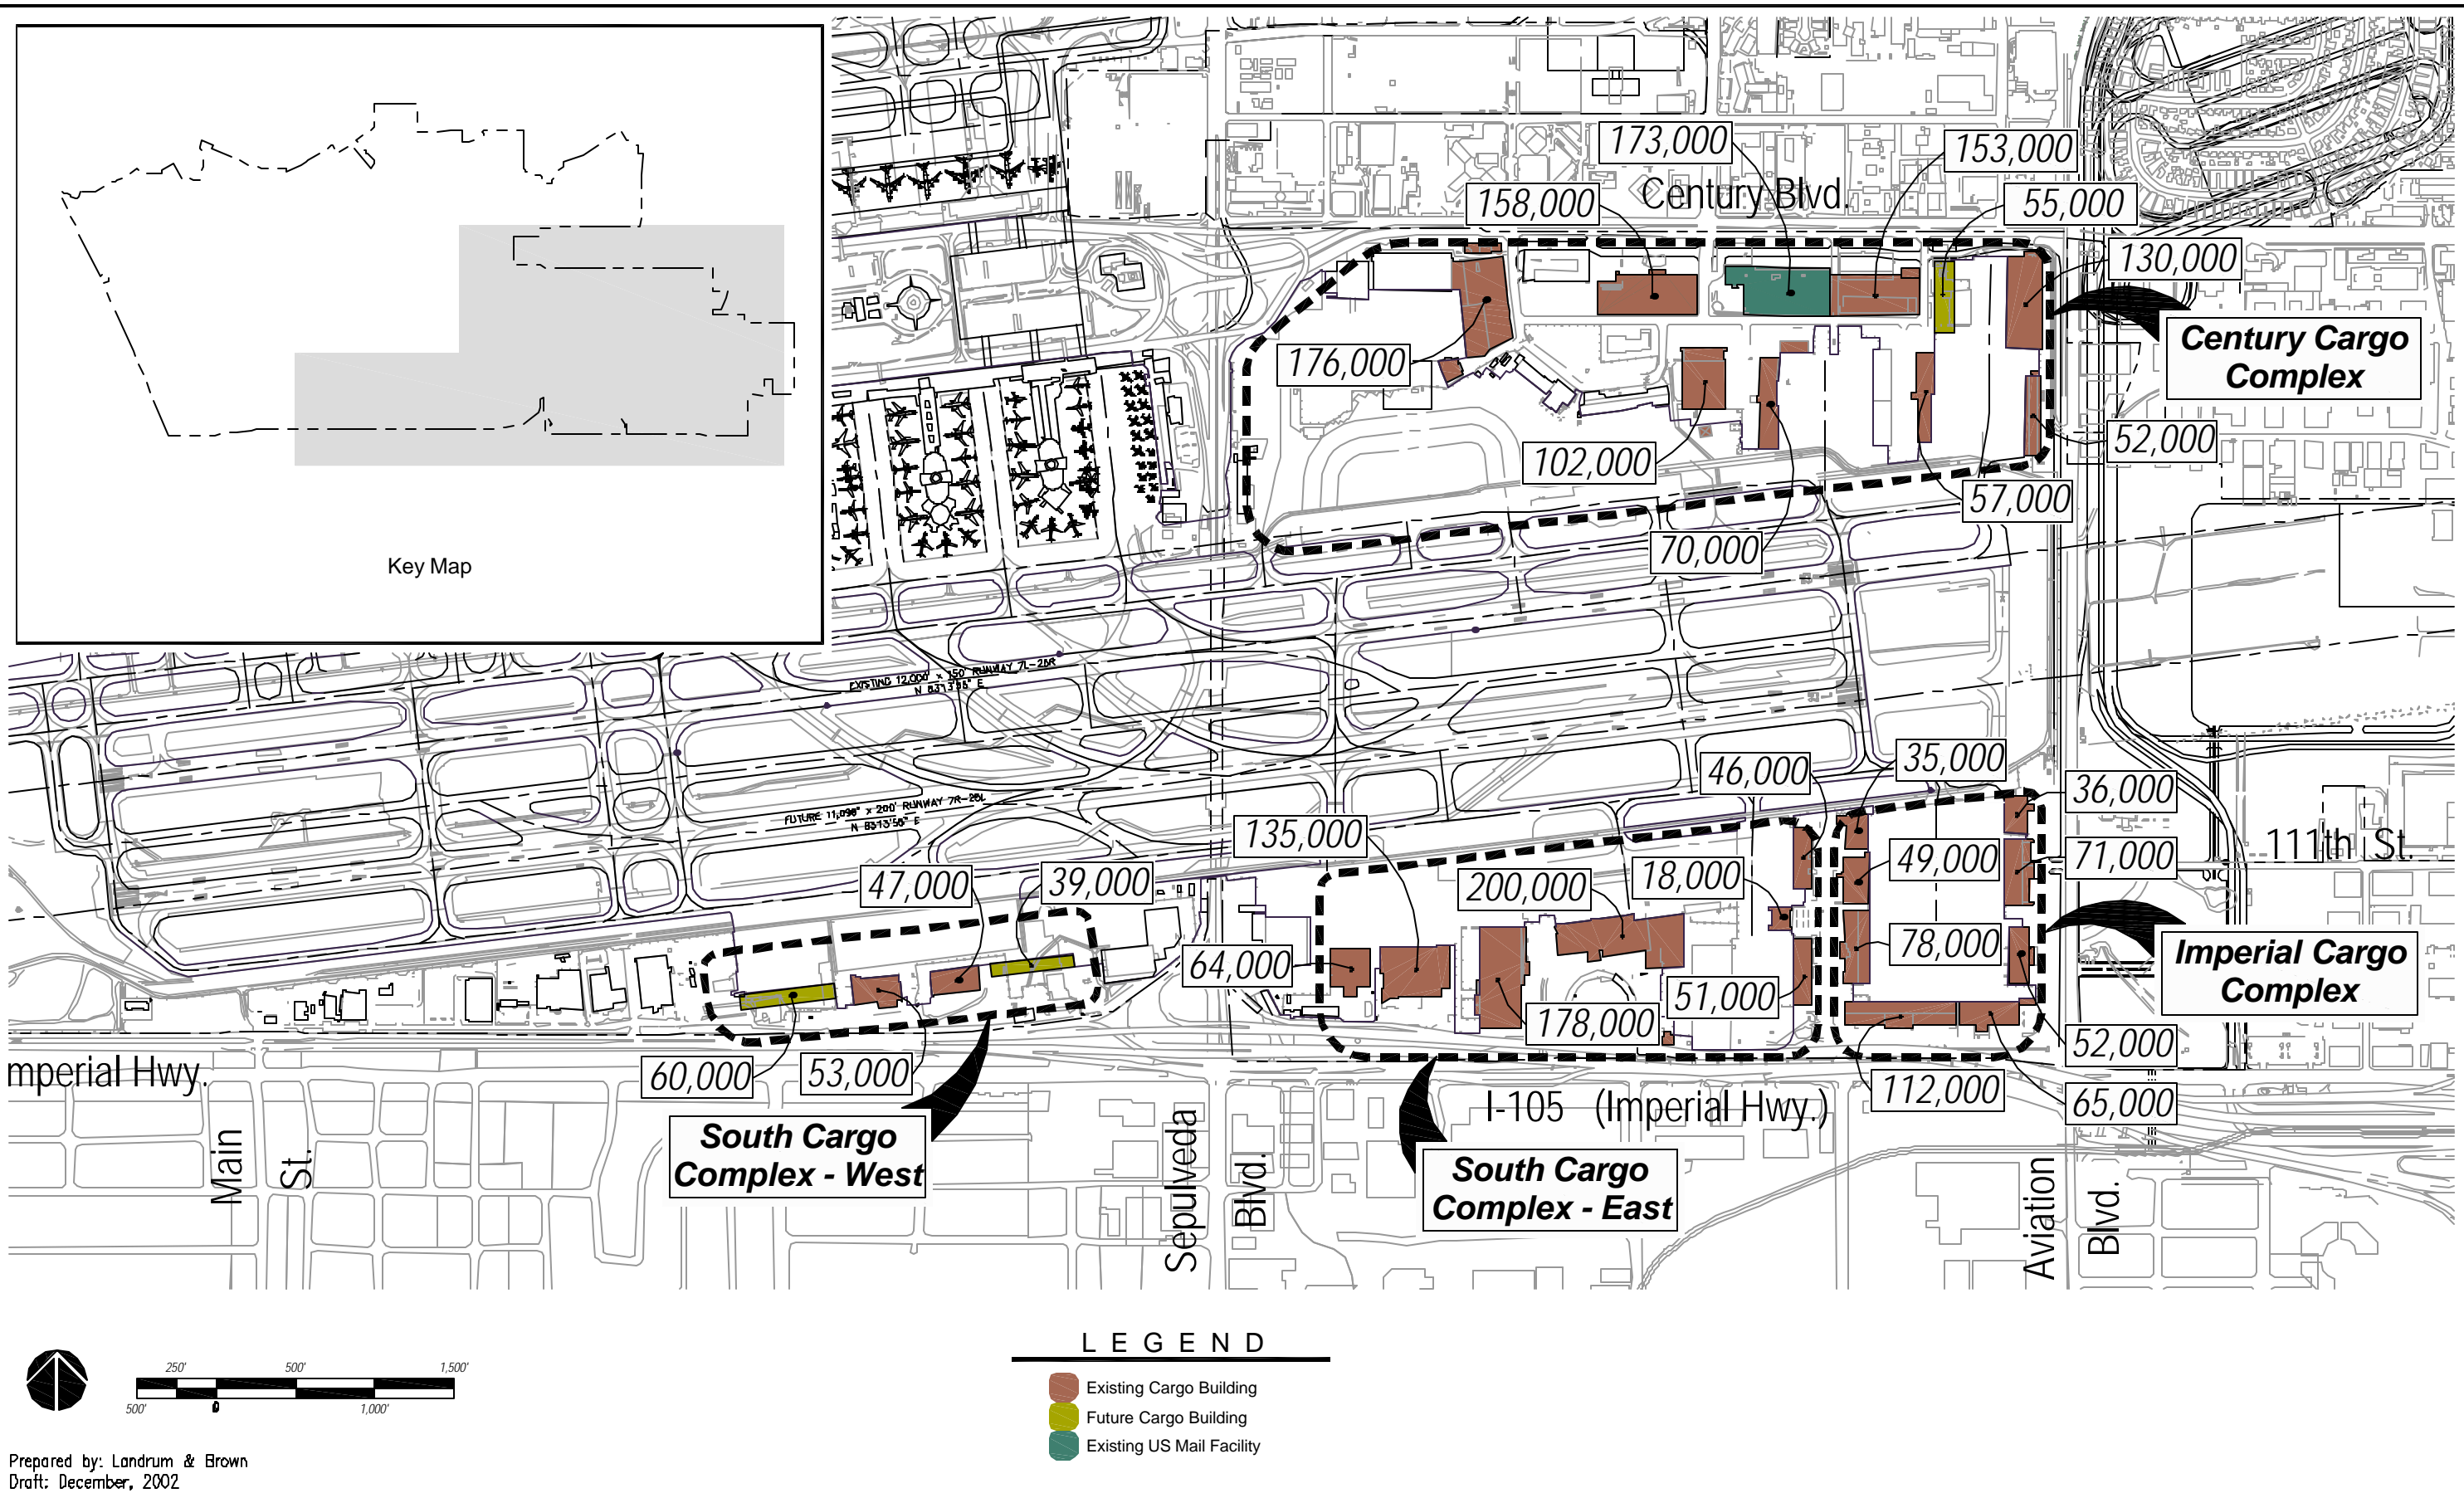 Key Map
173,000
153,000
158,000
Century Blvd.
55,000
130,000
Century Cargo
Complex
176,000
102,000
52,000
57,000
70,000
EXISTING 12,000' x 150' RUNWAY 7L-25R
N 83°13'58" E
FUTURE 11,096' x 200' RUNWAY 7R-25L
N 83°13'58" E
46,000
35,000
36,000
135,000
49,000
71,000
111th St.
47,000
39,000
200,000
18,000
64,000
78,000
Imperial Cargo
Complex
51,000
178,000
52,000
mperial Hwy.
60,000
53,000
112,000
65,000
I-105 (Imperial Hwy.)
South Cargo
Complex - West
South Cargo
Complex - East
Main
St.
Sepulveda
Blvd.
Aviation
Blvd.
L E G E N D
Existing Cargo Building
Future Cargo Building
Existing US Mail Facility
250' 500' 1,500'
500' 0 1,000'
Prepared by: Landrum & Brown
Draft: December, 2002